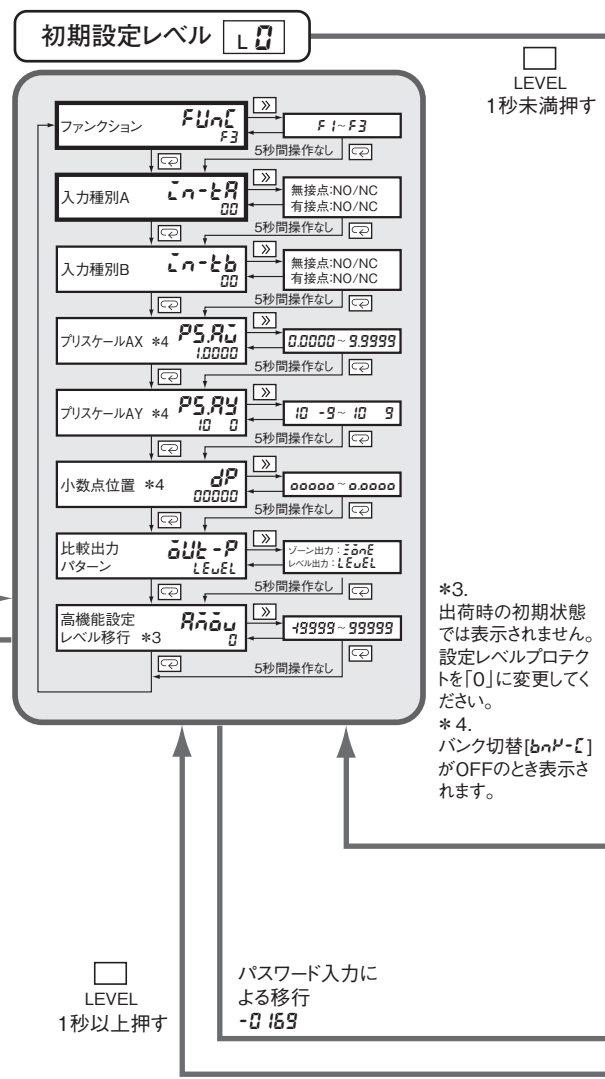 初期設定レベル L 0
LEVEL
1秒未満押す
ファンクション FUnC
F3
F1~F3
5秒間操作なし
入力種別A in-tA
00
無接点:NO/NC
有接点:NO/NC
5秒間操作なし
入力種別B in-tb
00
無接点:NO/NC
有接点:NO/NC
5秒間操作なし
プリスケールAX *4 PS.AX
1.0000
0.0000~9.9999
5秒間操作なし
プリスケールAY *4 PS.AY
10 0
10 -9~10 9
5秒間操作なし
小数点位置 *4 dP
00000
ooooo~o.oooo
5秒間操作なし
比較出力
パターン oUt-P
LEVEL
ゾーン出力:ZonE
レベル出力:LEVEL
5秒間操作なし
高機能設定
レベル移行 *3 AMoV
0
-19999~99999
5秒間操作なし
*3.
出荷時の初期状態
では表示されません。
設定レベルプロテク
トを「0」に変更してく
ださい。
*4.
バンク切替[bnK-C]
がOFFのとき表示さ
れます。
LEVEL
1秒以上押す
パスワード入力に
よる移行
-0169